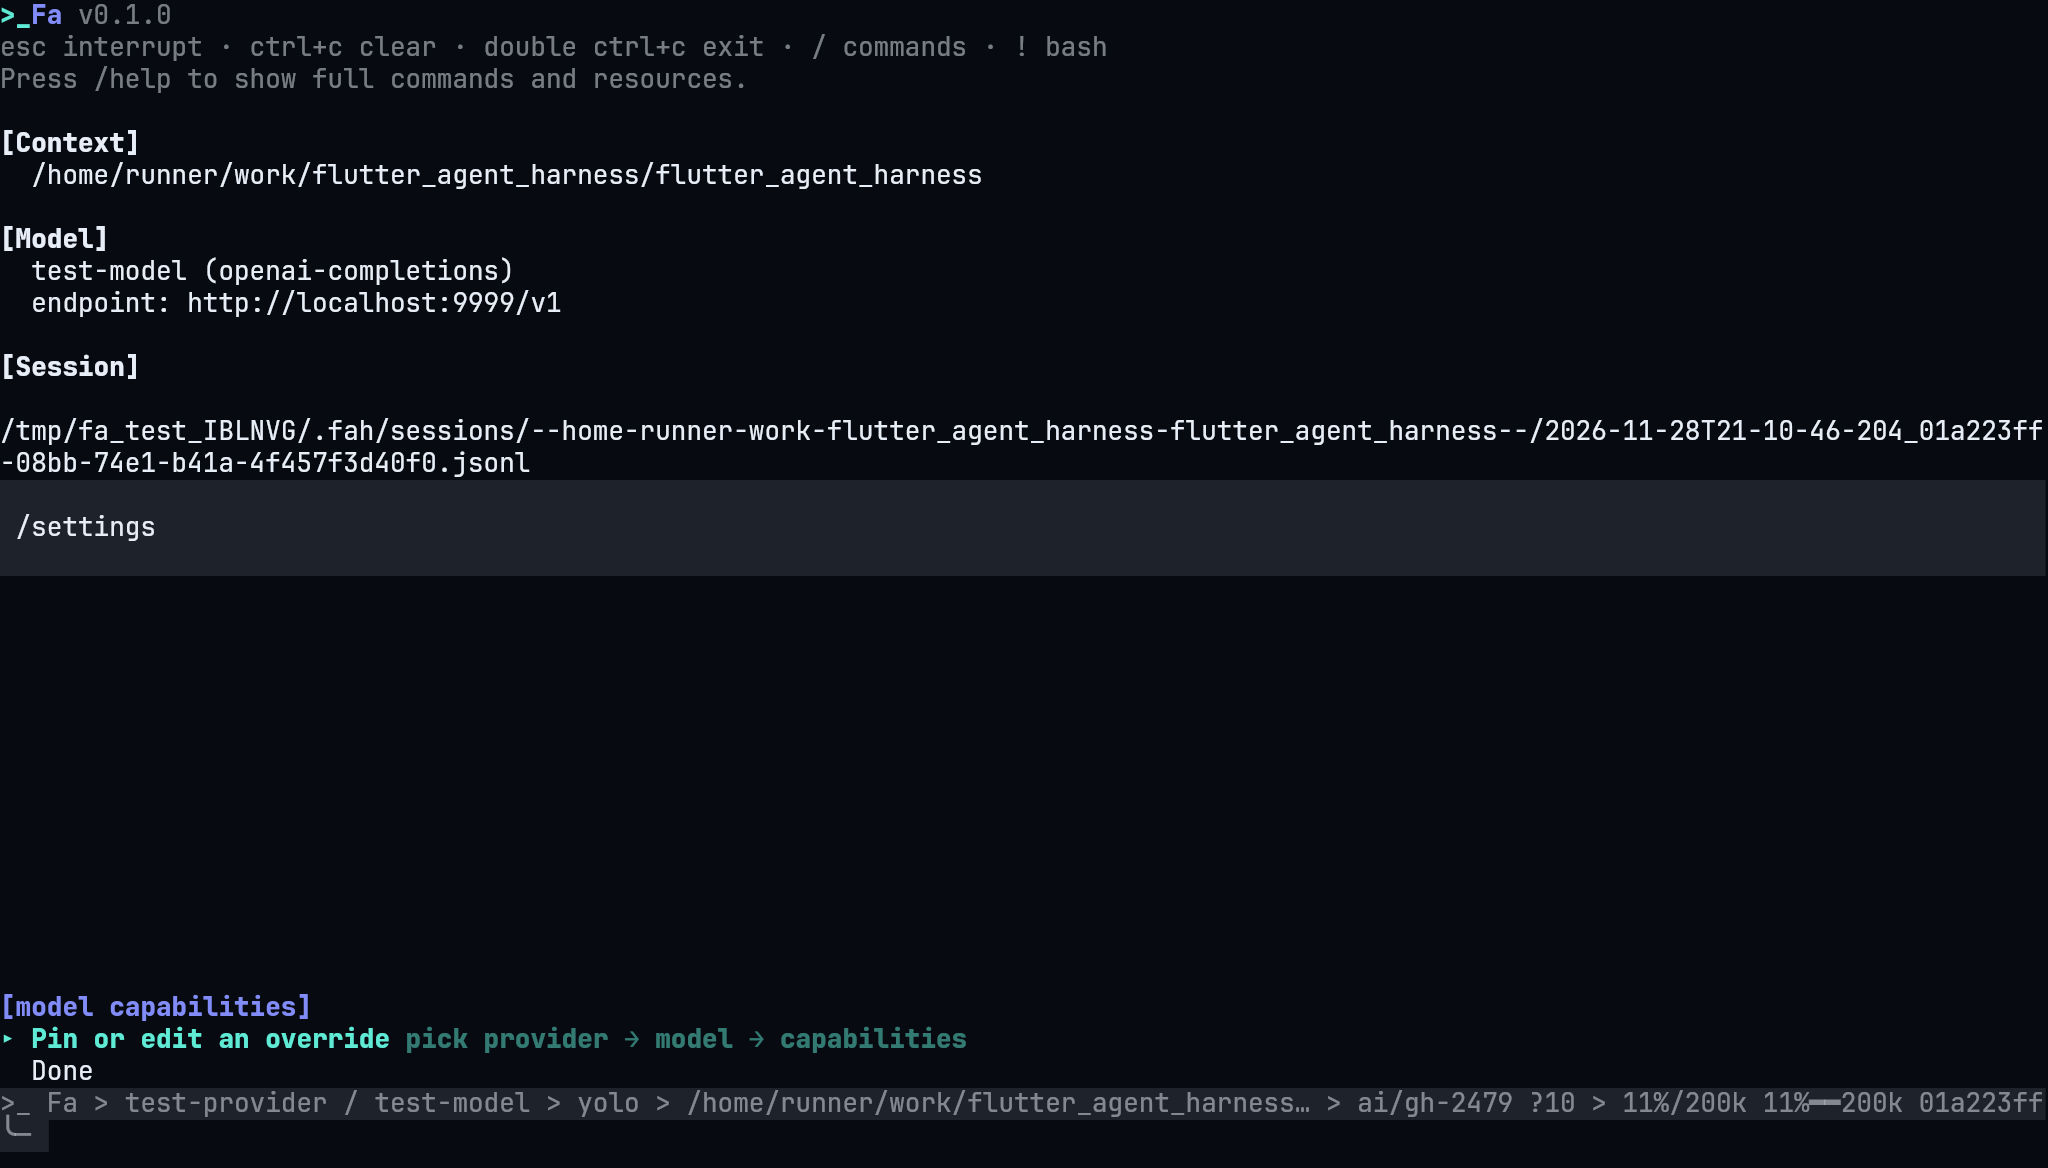 >_Fa v0.1.0
esc interrupt · ctrl+c clear · double ctrl+c exit · / commands · ! bash
Press /help to show full commands and resources.
[Context]
/home/runner/work/flutter_agent_harness/flutter_agent_harness
[Model]
test-model (openai-completions)
endpoint: http://localhost:9999/v1
[Session]
/tmp/fa_test_IBLNVG/.fah/sessions/--home-runner-work-flutter_agent_harness-flutter_agent_harness--/2026-11-28T21-10-46-204_01a223ff
-08bb-74e1-b41a-4f457f3d40f0.jsonl
/settings
[model capabilities]
▸ Pin or edit an override pick provider → model → capabilities
Done
>_ Fa > test-provider / test-model > yolo > /home/runner/work/flutter_agent_harness… > ai/gh-2479 ?10 > 11%/200k 11%━━200k 01a223ff
╰─